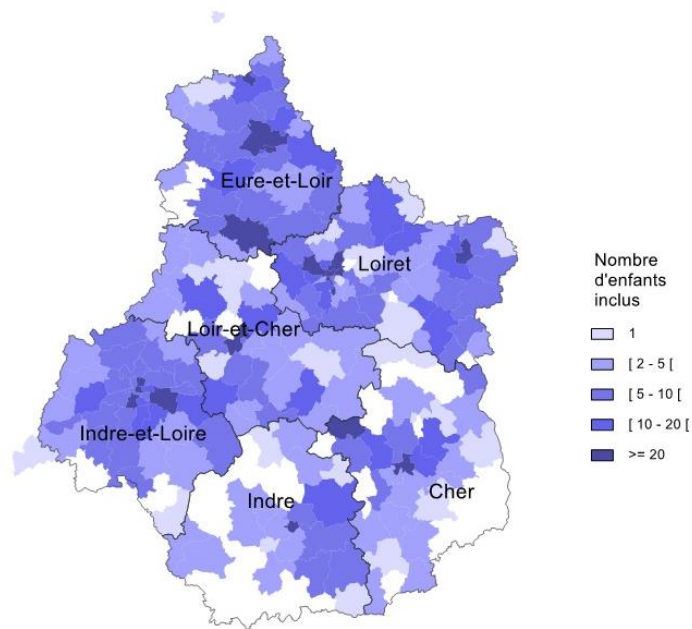 Eure-et-Loir
Loiret
Loir-et-Cher
Indre-et-Loire
Indre
Cher
Nombre
d'enfants
inclus
1
[ 2 - 5 [
[ 5 - 10 [
[ 10 - 20 [
>= 20